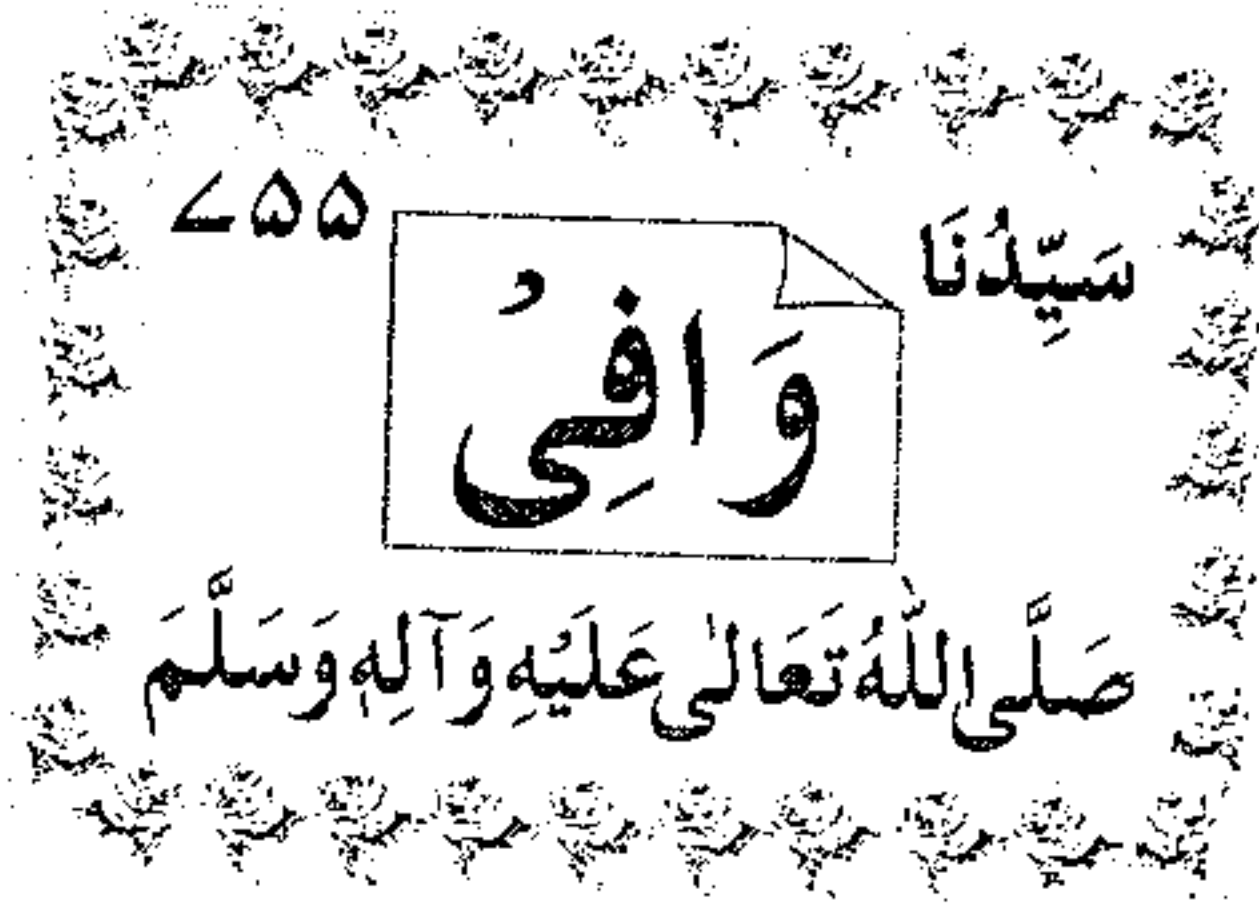 سَيِّدُنَا
۷۵۵
وَافِیُ
صَلَّی اللّٰهُ تَعَالٰی عَلَيْهِ وَآلِهٖ وَسَلَّمَ